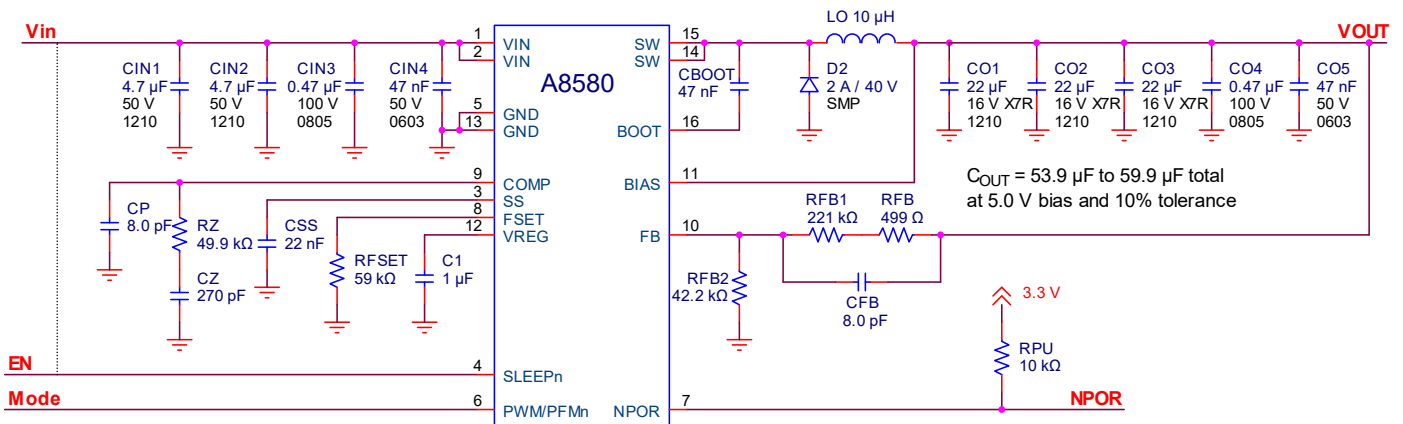 Vin
CIN1
4.7 µF
50 V
1210
CIN2
4.7 µF
50 V
1210
CIN3
0.47 µF
100 V
0805
CIN4
47 nF
50 V
0603
1
VIN
2
VIN
5
GND
13
GND
A8580
15
SW
14
SW
CBOOT
47 nF
16
BOOT
LO 10 µH
D2
2 A / 40 V
SMP
VOUT
CO1
22 µF
16 V X7R
1210
CO2
22 µF
16 V X7R
1210
CO3
22 µF
16 V X7R
1210
CO4
0.47 µF
100 V
0805
CO5
47 nF
50 V
0603
COUT = 53.9 µF to 59.9 µF total
at 5.0 V bias and 10% tolerance
9
COMP
3
SS
8
FSET
12
VREG
CP
8.0 pF
RZ
49.9 kΩ
CZ
270 pF
CSS
22 nF
RFSET
59 kΩ
C1
1 µF
11
BIAS
10
FB
RFB1
221 kΩ
RFB
499 Ω
RFB2
42.2 kΩ
CFB
8.0 pF
3.3 V
RPU
10 kΩ
EN
4
SLEEPn
Mode
6
PWM/PFMn
NPOR
7
NPOR